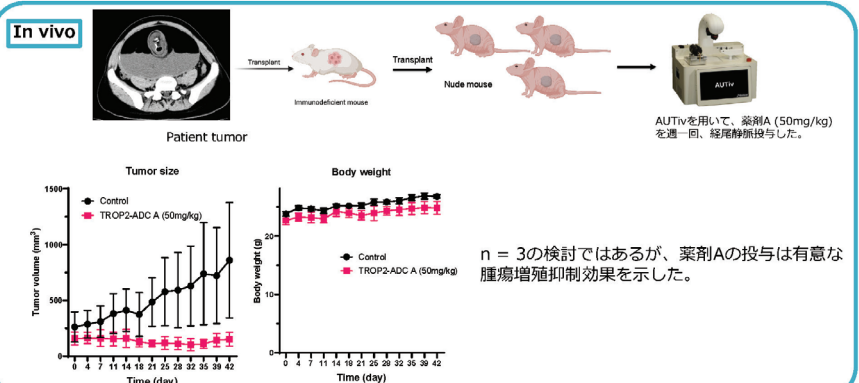 In vivo
Transplant
Transplant
Immunodeficient mouse
Nude mouse
AUTiv
Patient tumor
AUTivを用いて、薬剤A (50mg/kg)
を週一回、経尾静脈投与した。
Tumor size
Body weight
1500
1000
500
0
Tumor volume (mm³)
Control
TROP2-ADC A (50mg/kg)
0 4 7 11 14 18 21 25 28 32 35 39 42
Time (day)
20
10
0
Body weight (g)
Control
TROP2-ADC A (50mg/kg)
0 4 7 11 14 18 21 25 28 32 35 39 42
Time (day)
n = 3の検討ではあるが、薬剤Aの投与は有意な
腫瘍増殖抑制効果を示した。